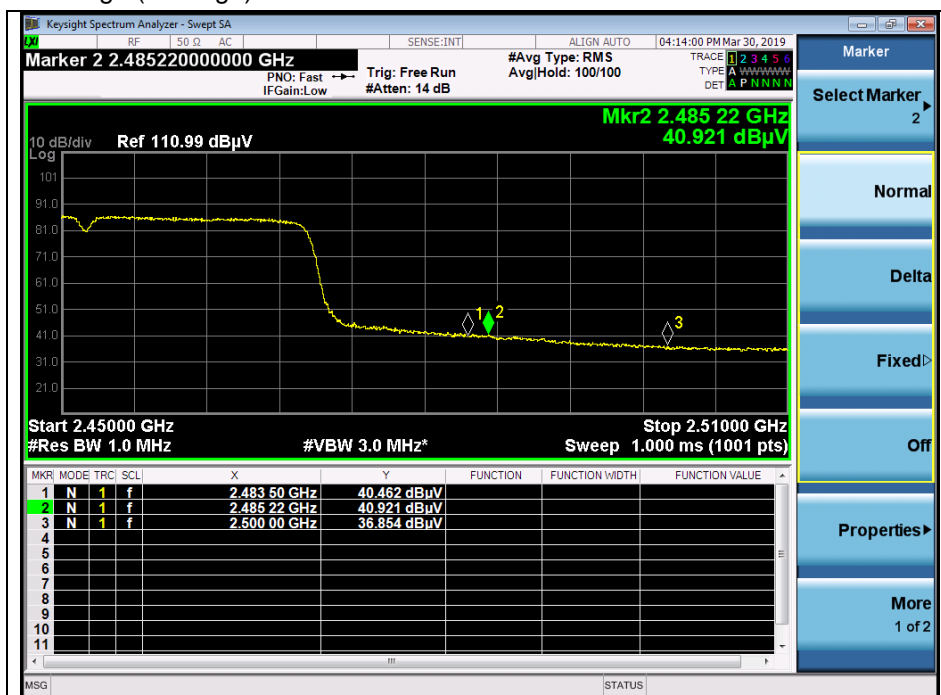 Keysight Spectrum Analyzer - Swept SA
LXI RF 50 Ω AC SENSE:INT ALIGN AUTO 04:14:00 PM Mar 30, 2019
Marker 2 2.485220000000 GHz
PNO: Fast
IFGain:Low
Trig: Free Run
#Atten: 14 dB
#Avg Type: RMS
Avg|Hold: 100/100
TRACE 1 2 3 4 5 6
TYPE A WWWWW
DET A P N N N N
Mkr2 2.485 22 GHz
40.921 dBµV
10 dB/div Ref 110.99 dBµV
Log
101
91.0
81.0
71.0
61.0
51.0
41.0
31.0
21.0
1 2
3
Start 2.45000 GHz Stop 2.51000 GHz
#Res BW 1.0 MHz #VBW 3.0 MHz* Sweep 1.000 ms (1001 pts)
MKR MODE TRC SCL X Y FUNCTION FUNCTION WIDTH FUNCTION VALUE
1 N 1 f 2.483 50 GHz 40.462 dBµV
2 N 1 f 2.485 22 GHz 40.921 dBµV
3 N 1 f 2.500 00 GHz 36.854 dBµV
4
5
6
7
8
9
10
11
MSG STATUS
Marker
Select Marker
2
Normal
Delta
Fixed
Off
Properties
More
1 of 2